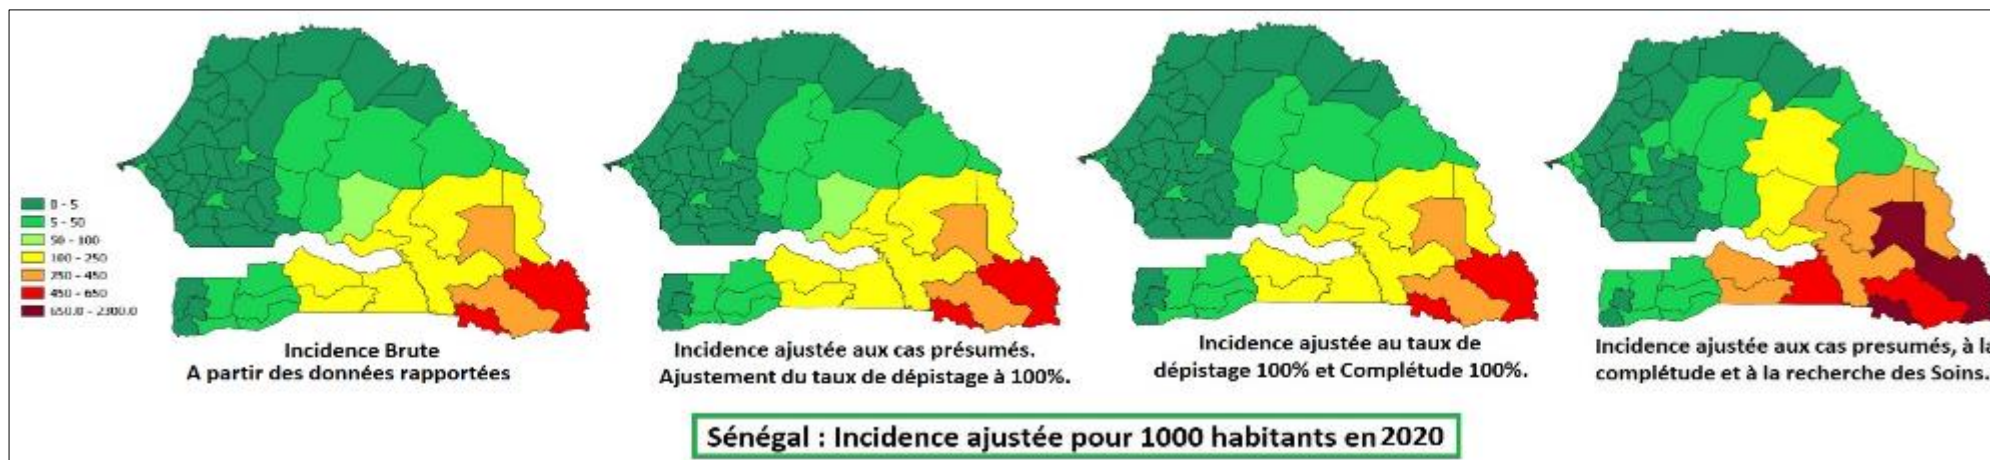 0 - 5
5 - 50
50 - 100
100 - 250
250 - 450
450 - 650
650.0 - 2300.0
Incidence Brute
A partir des données rapportées
Incidence ajustée aux cas présumés.
Ajustement du taux de dépistage à 100%.
Incidence ajustée au taux de
dépistage 100% et Complétude 100%.
Incidence ajustée aux cas presumés, à la
complétude et à la recherche des Soins.
Sénégal : Incidence ajustée pour 1000 habitants en 2020